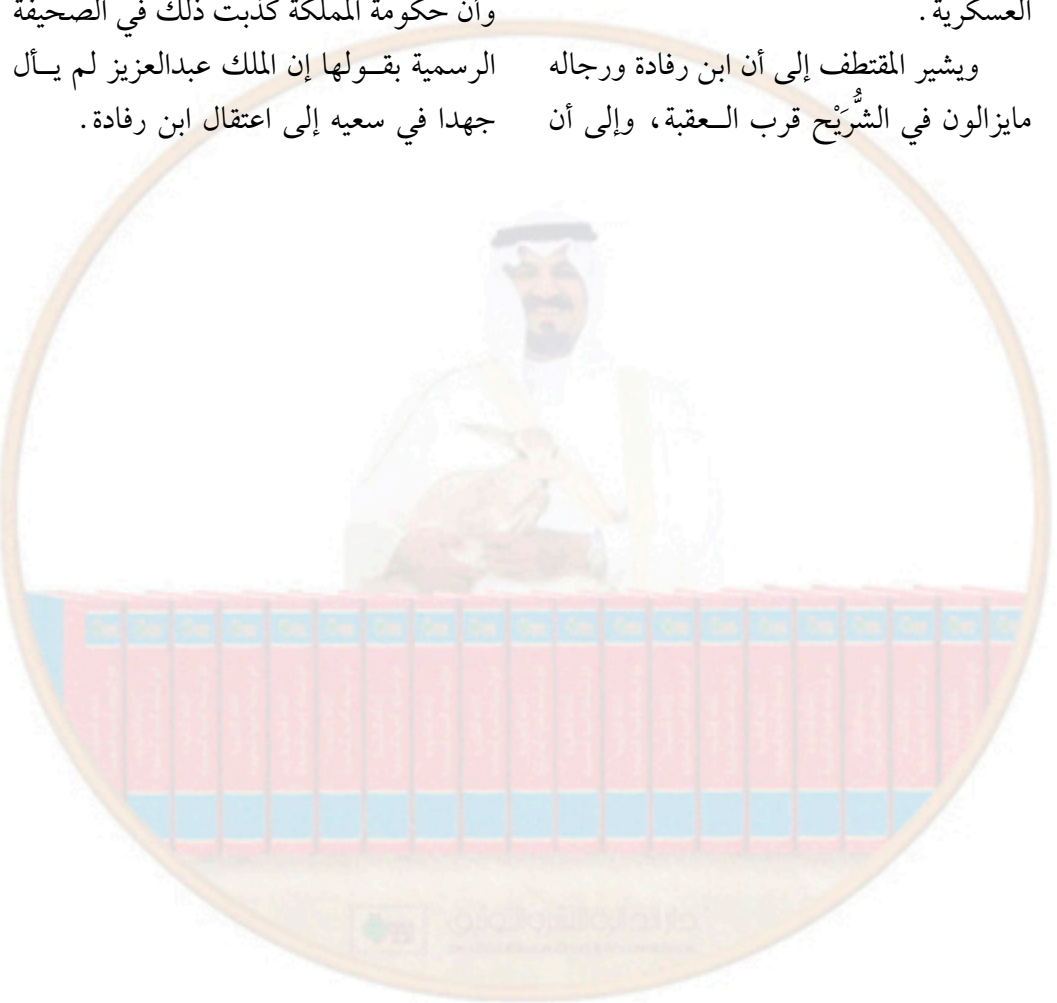 العسكرية.
ويشير المقتطف إلى أن ابن رفادة ورجاله
مايزالون في الشُّرَيْح قرب العقبة، وإلى أن
وأن حكومة المملكة كذبت ذلك في الصحيفة
الرسمية بقولها إن الملك عبدالعزيز لم يأل
جهدا في سعيه إلى اعتقال ابن رفادة.